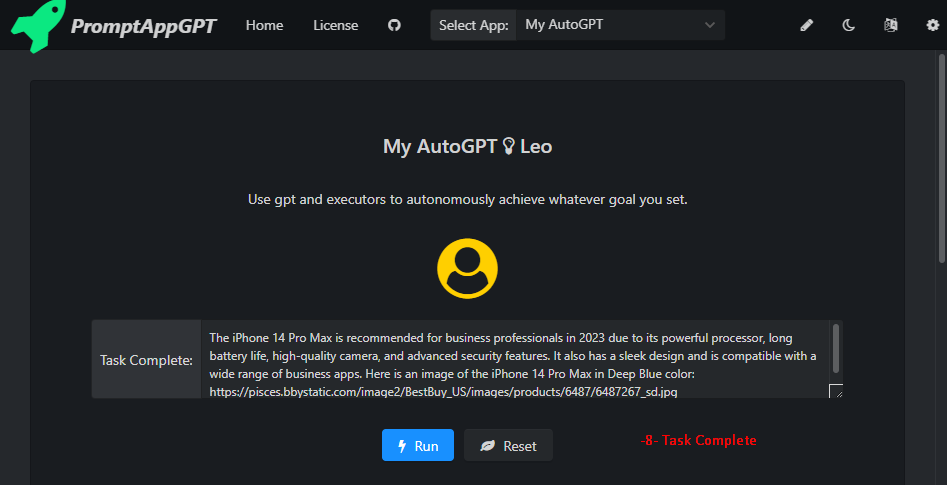 PromptAppGPT Home License Select App: My AutoGPT
My AutoGPT Leo
Use gpt and executors to autonomously achieve whatever goal you set.
Task Complete:
The iPhone 14 Pro Max is recommended for business professionals in 2023 due to its powerful processor, long
battery life, high-quality camera, and advanced security features. It also has a sleek design and is compatible with a
wide range of business apps. Here is an image of the iPhone 14 Pro Max in Deep Blue color:
https://pisces.bbystatic.com/image2/BestBuy_US/images/products/6487/6487267_sd.jpg
Run Reset -8- Task Complete